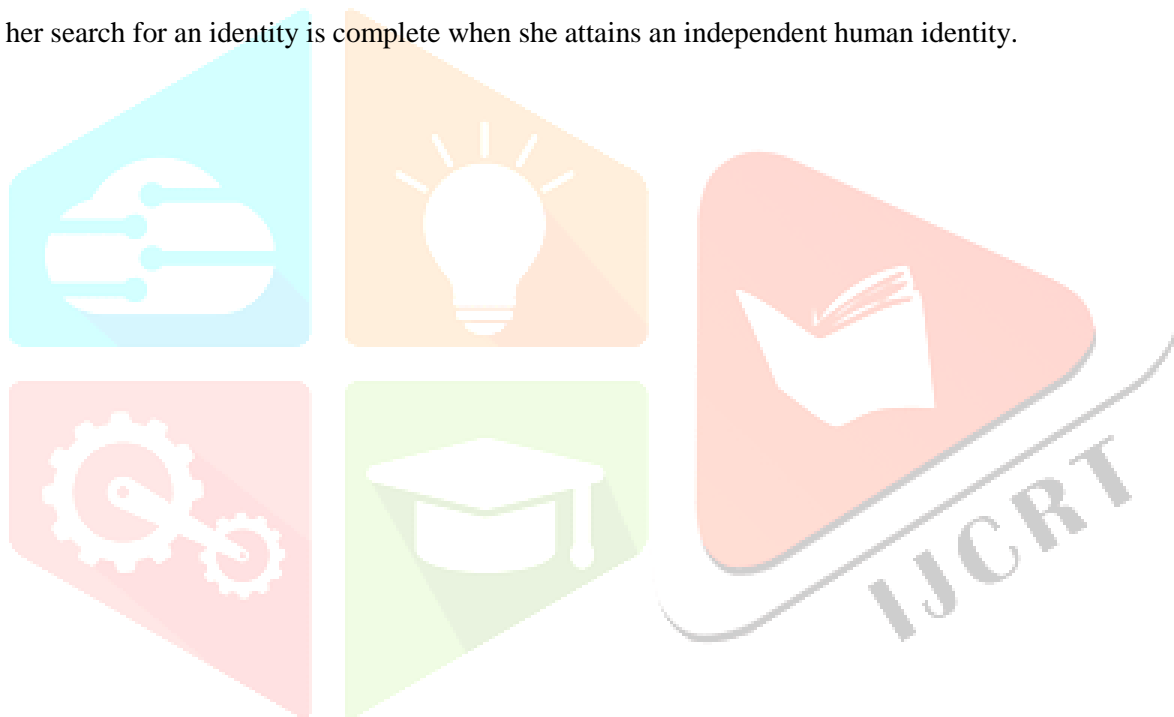 her search for an identity is complete when she attains an independent human identity.
IJCRT